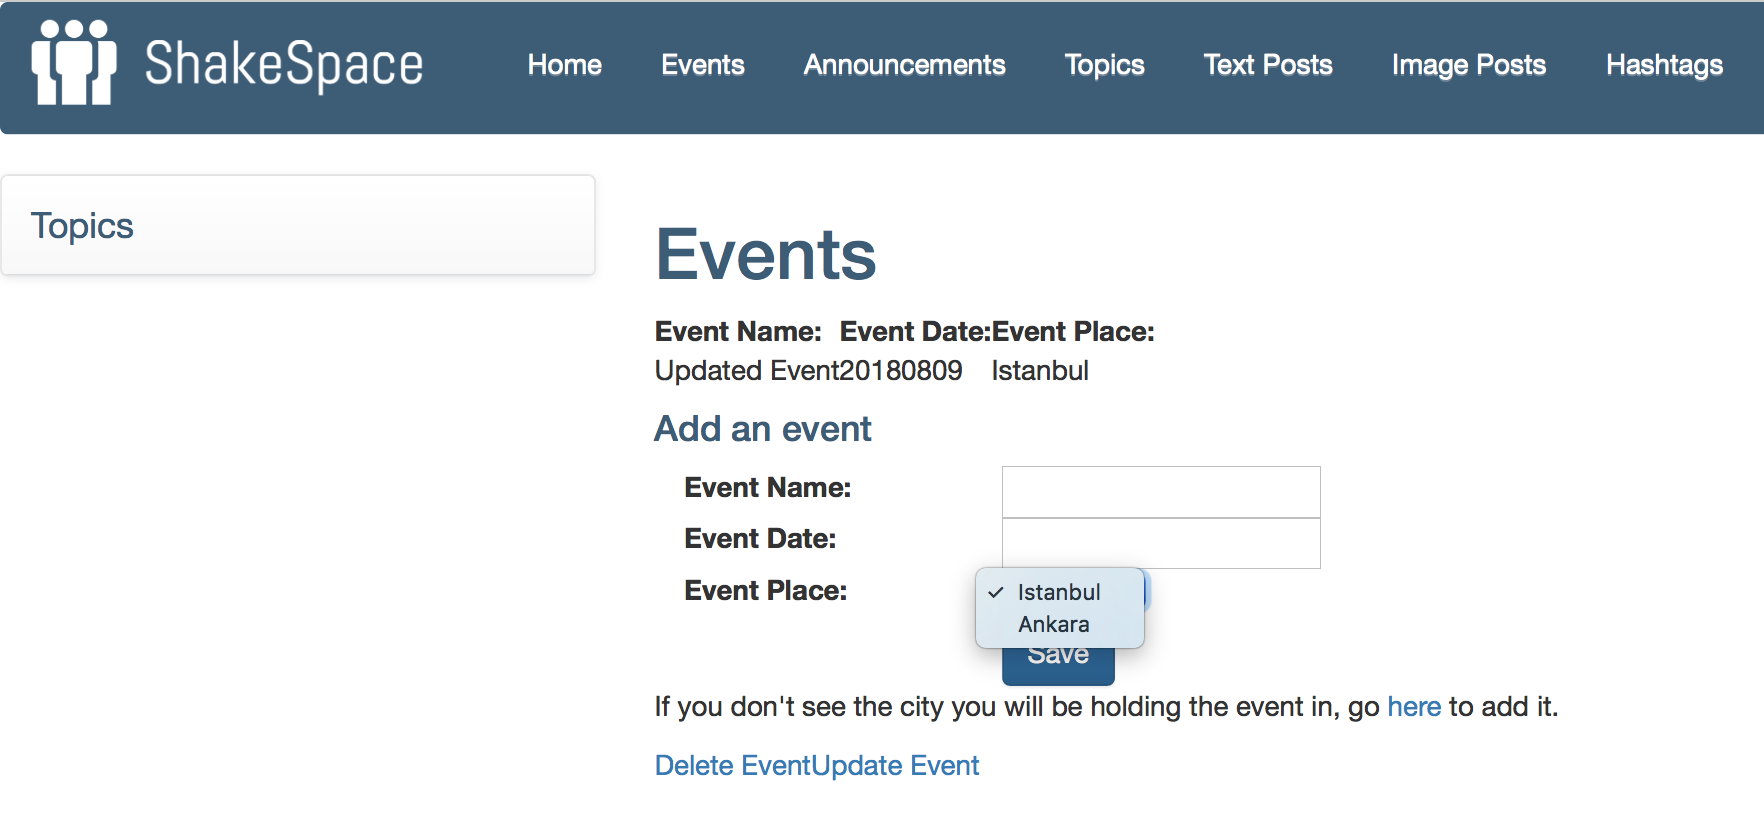 ShakeSpace Home Events Announcements Topics Text Posts Image Posts Hashtags
Topics
Events
Event Name: Event Date:Event Place:
Updated Event20180809 Istanbul
Add an event
Event Name:
Event Date:
Event Place:
✓ Istanbul
Ankara
Save
If you don't see the city you will be holding the event in, go here to add it.
Delete EventUpdate Event